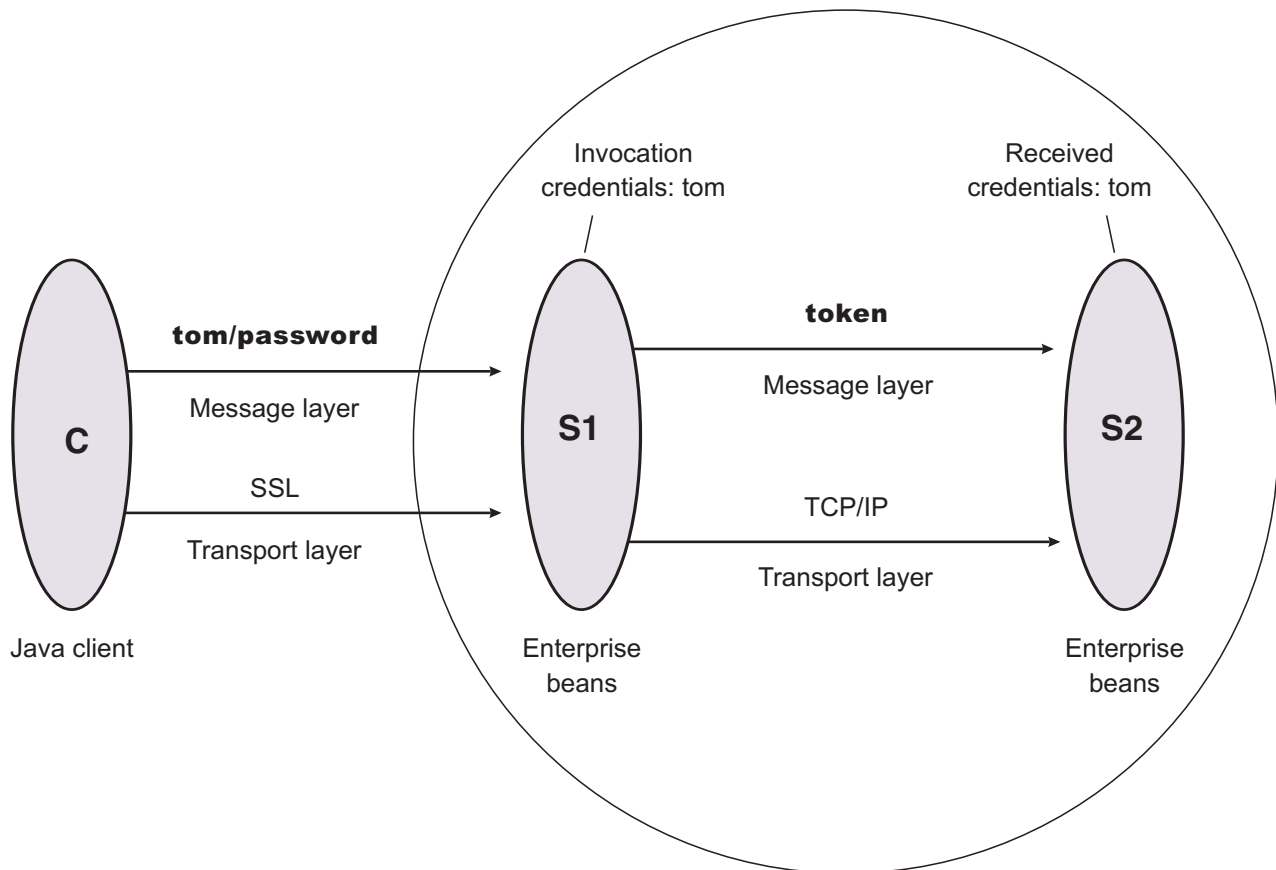 Invocation
credentials: tom
Received
credentials: tom
tom/password
Message layer
token
Message layer
C
S1
S2
SSL
Transport layer
TCP/IP
Transport layer
Java client
Enterprise
beans
Enterprise
beans